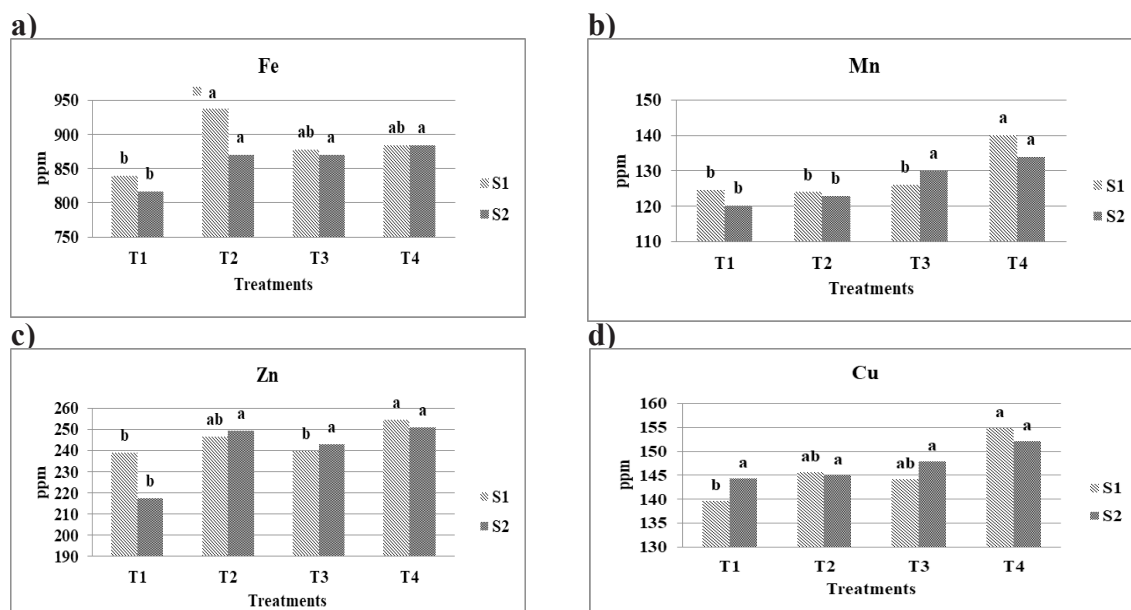 a)
Fe
ppm
950
900
850
800
750
b b a a ab a ab a
T1 T2 T3 T4
Treatments
S1
S2
b)
Mn
ppm
150
140
130
120
110
b b b b b a a a
T1 T2 T3 T4
Treatments
S1
S2
c)
Zn
ppm
260
250
240
230
220
210
200
190
b b ab a b a a a
T1 T2 T3 T4
Treatments
S1
S2
d)
Cu
ppm
160
155
150
145
140
135
130
b a ab a ab a a a
T1 T2 T3 T4
Treatments
S1
S2